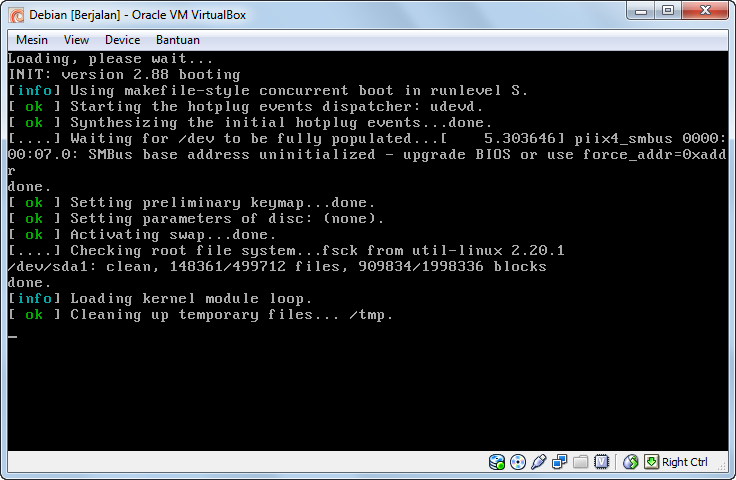 Debian [Berjalan] - Oracle VM VirtualBox
Mesin View Device Bantuan
Loading, please wait...
INIT: version 2.88 booting
[info] Using makefile-style concurrent boot in runlevel S.
[ ok ] Starting the hotplug events dispatcher: udevd.
[ ok ] Synthesizing the initial hotplug events...done.
[....] Waiting for /dev to be fully populated...[    5.303646] piix4_smbus 0000:
00:07.0: SMBus base address uninitialized - upgrade BIOS or use force_addr=0xadd
r
done.
[ ok ] Setting preliminary keymap...done.
[ ok ] Setting parameters of disc: (none).
[ ok ] Activating swap...done.
[....] Checking root file system...fsck from util-linux 2.20.1
/dev/sda1: clean, 148361/499712 files, 909834/1998336 blocks
done.
[info] Loading kernel module loop.
[ ok ] Cleaning up temporary files... /tmp.
Right Ctrl